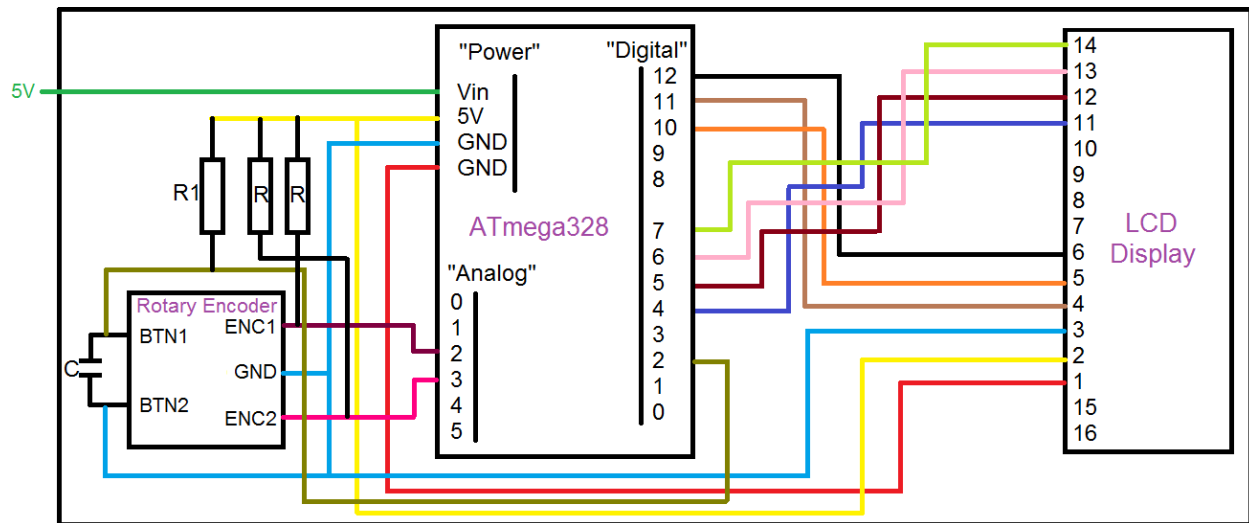 5V
"Power"
Vin
5V
GND
GND
"Digital"
12
11
10
9
8
7
6
5
4
3
2
1
0
ATmega328
"Analog"
0
1
2
3
4
5
R1
R
R
Rotary Encoder
BTN1
BTN2
ENC1
GND
ENC2
C
14
13
12
11
10
9
8
7
6
5
4
3
2
1
15
16
LCD
Display